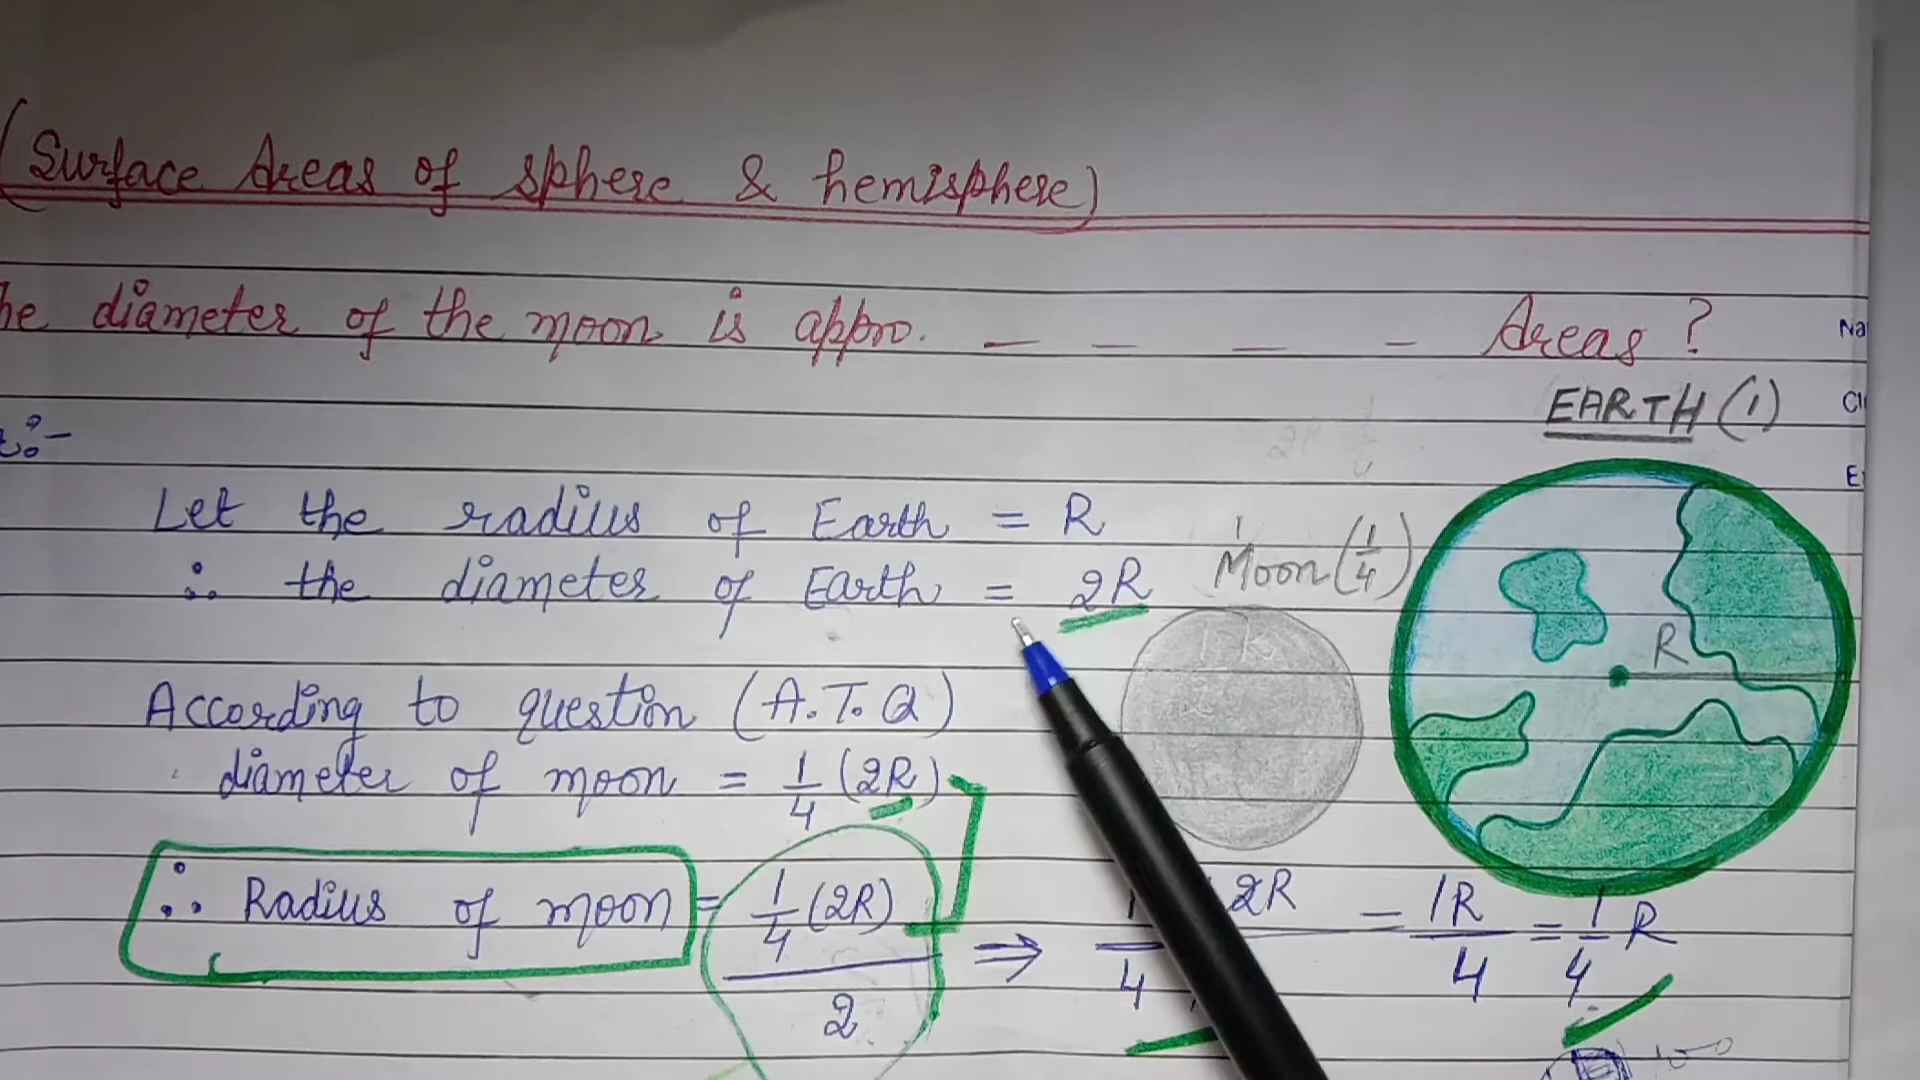 (Surface Areas of sphere & hemisphere)
he diameter of the moon is appro. — — — - Areas ?
EARTH (1)
Let the radius of Earth = R
Moon (1/4)
∴ the diameter of Earth = 2R
R
According to question (A.T.Q)
diameter of moon = 1/4 (2R)
∴ Radius of moon = 1/4 (2R) / 2 ⇒ 1 2R / 4 = 1R/4 = 1/4 R